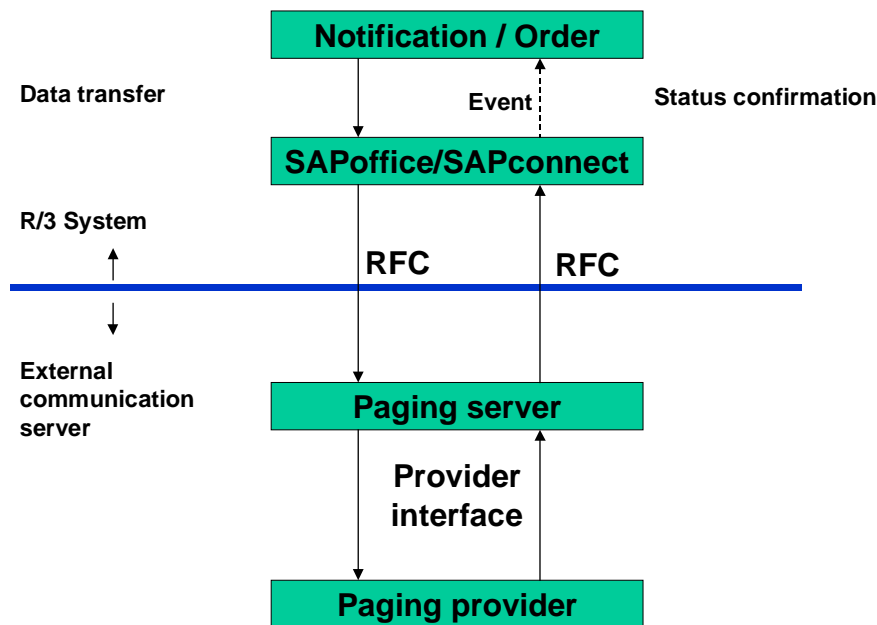 Notification / Order
Data transfer
Event
Status confirmation
SAPoffice/SAPconnect
R/3 System
RFC
RFC
External
communication
server
Paging server
Provider
interface
Paging provider